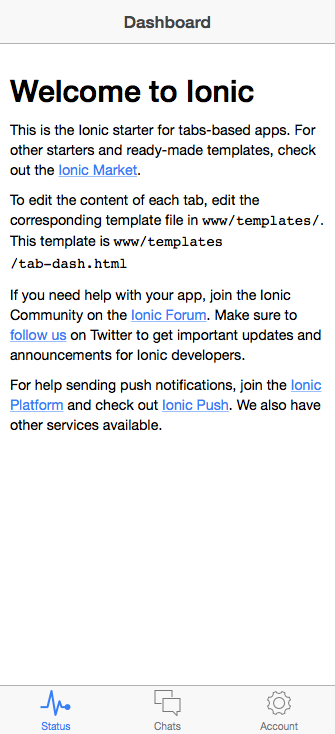 Dashboard
Welcome to Ionic
This is the Ionic starter for tabs-based apps. For
other starters and ready-made templates, check
out the Ionic Market.
To edit the content of each tab, edit the
corresponding template file in www/templates/.
This template is www/templates
/tab-dash.html
If you need help with your app, join the Ionic
Community on the Ionic Forum. Make sure to
follow us on Twitter to get important updates and
announcements for Ionic developers.
For help sending push notifications, join the Ionic
Platform and check out Ionic Push. We also have
other services available.
Status
Chats
Account